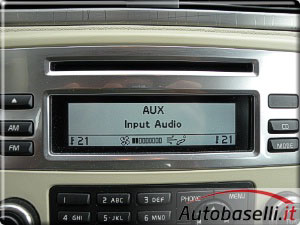 AUX
Input Audio
21 21
AM
FM
MODE
1 2 ABC 3 DEF PHONE MENU
4 GHI 5 JKL 6 MNO
Autobaselli.it